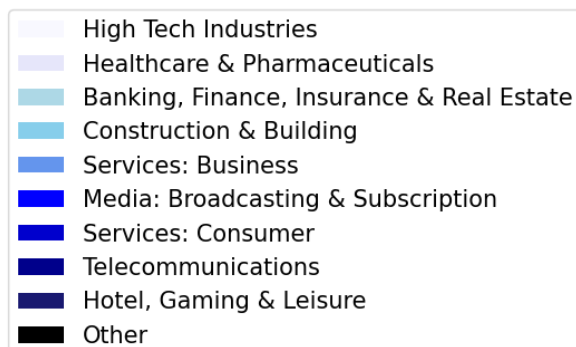 High Tech Industries
Healthcare & Pharmaceuticals
Banking, Finance, Insurance & Real Estate
Construction & Building
Services: Business
Media: Broadcasting & Subscription
Services: Consumer
Telecommunications
Hotel, Gaming & Leisure
Other